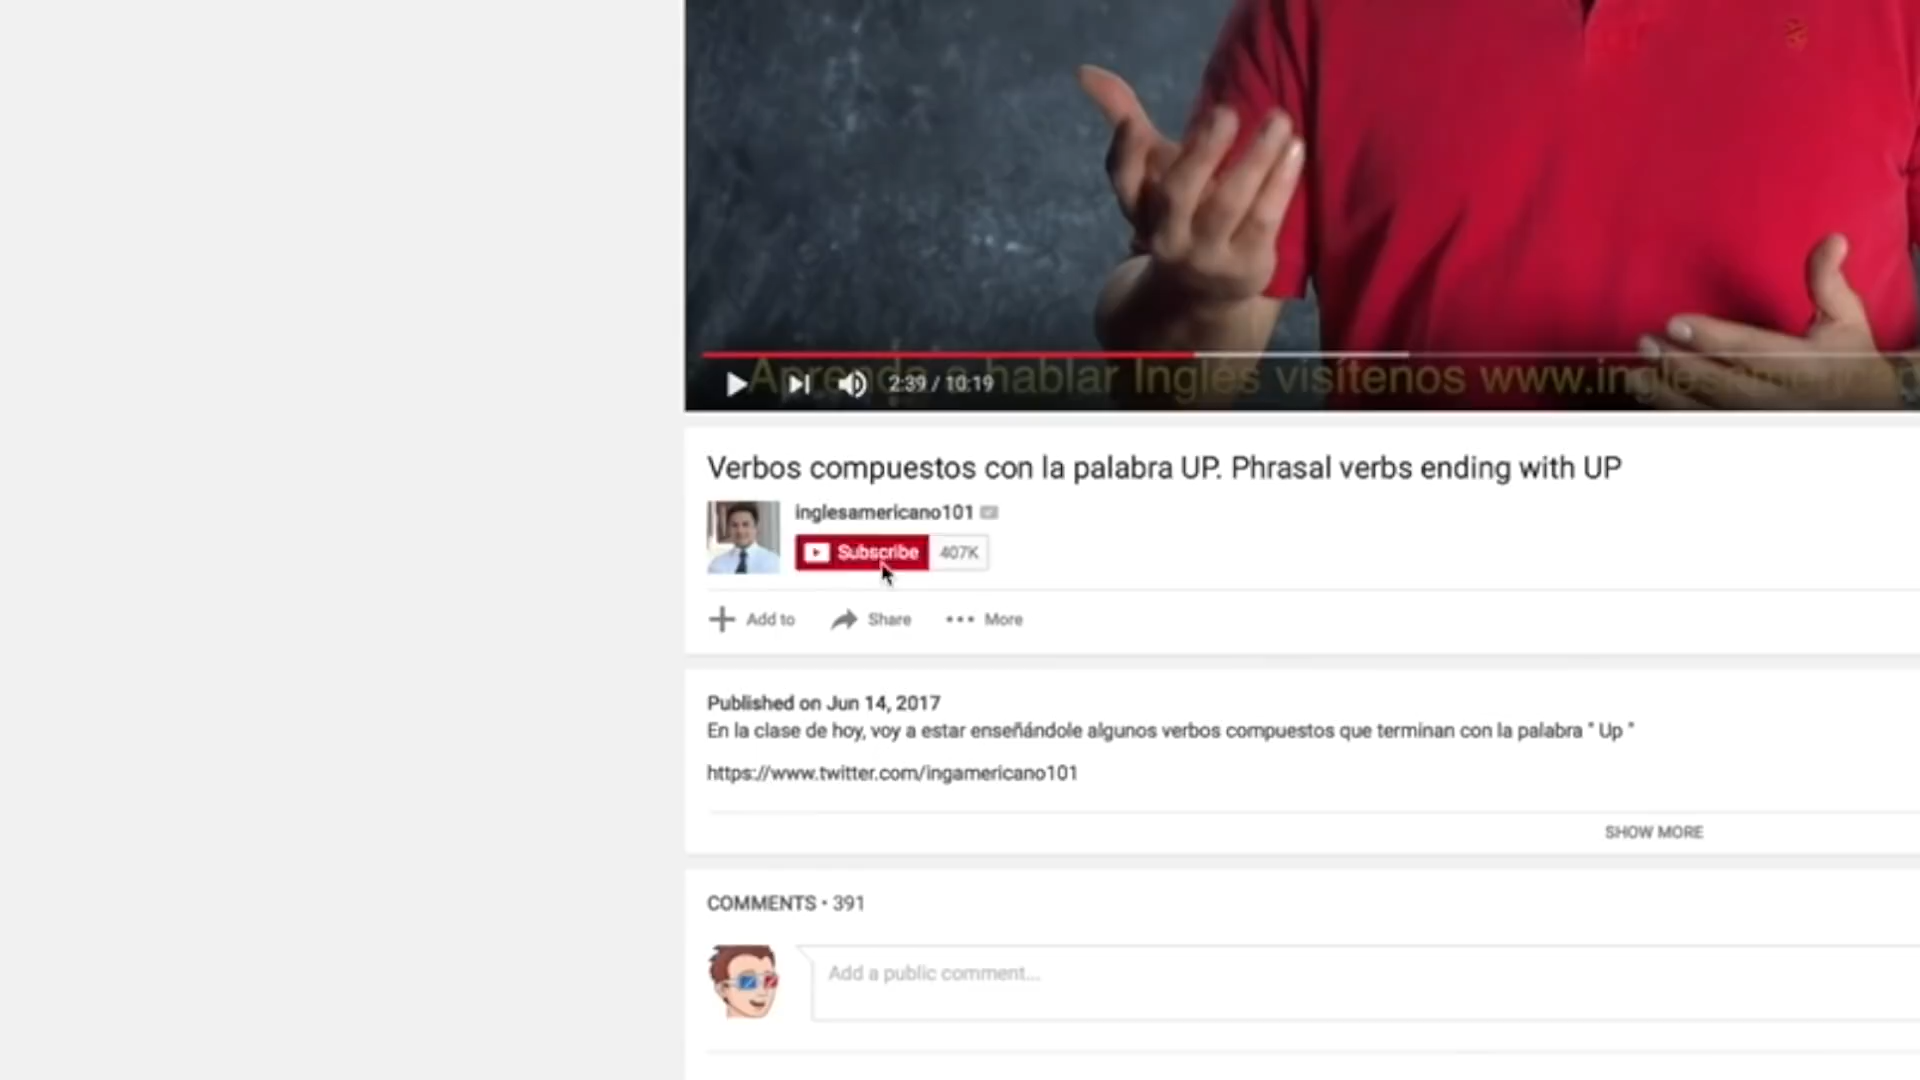 Aprenda a hablar Ingles visítenos
2:39 / 10:19
Verbos compuestos con la palabra UP. Phrasal verbs ending with UP
inglesamericano101
Subscribe 407K
Add to Share More
Published on Jun 14, 2017
En la clase de hoy, voy a estar enseñándole algunos verbos compuestos que terminan con la palabra " Up "
https://www.twitter.com/ingamericano101
SHOW MORE
COMMENTS • 391
Add a public comment...